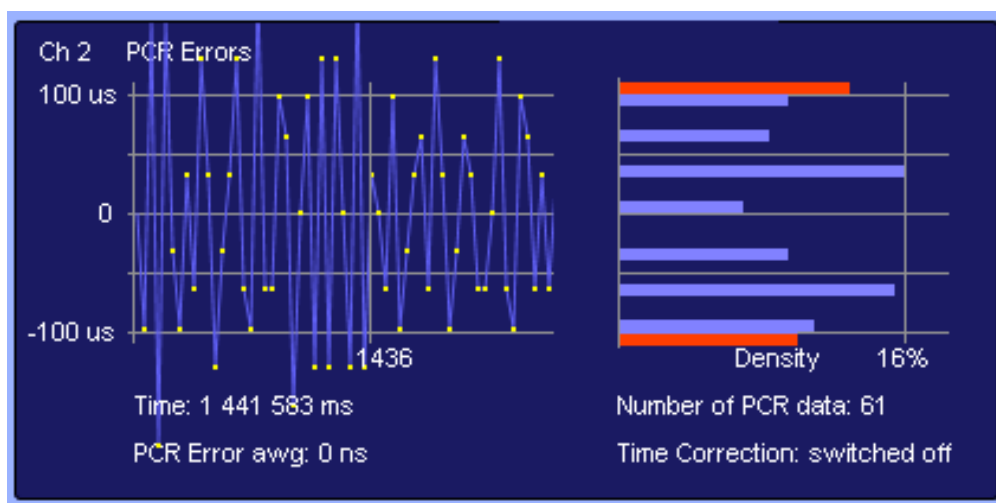 Ch 2 PCR Errors
100 us
0
-100 us
1436
Density 16%
Time: 1 441 583 ms
Number of PCR data: 61
PCR Error awg: 0 ns
Time Correction: switched off